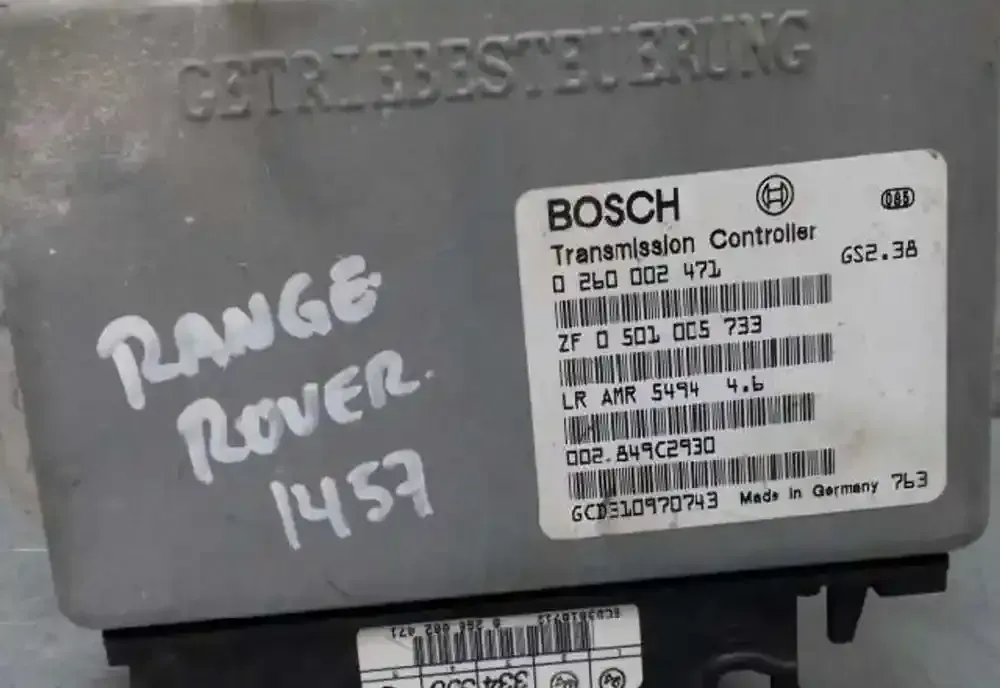 GETRIEBESTEUERUNG
BOSCH
085
Transmission Controller
GS2.38
0 260 002 471
ZF 0 501 005 733
LR AMR 5494 4.6
002.849C2930
GCD310970743 Made in Germany 763
RANGE
ROVER.
1457